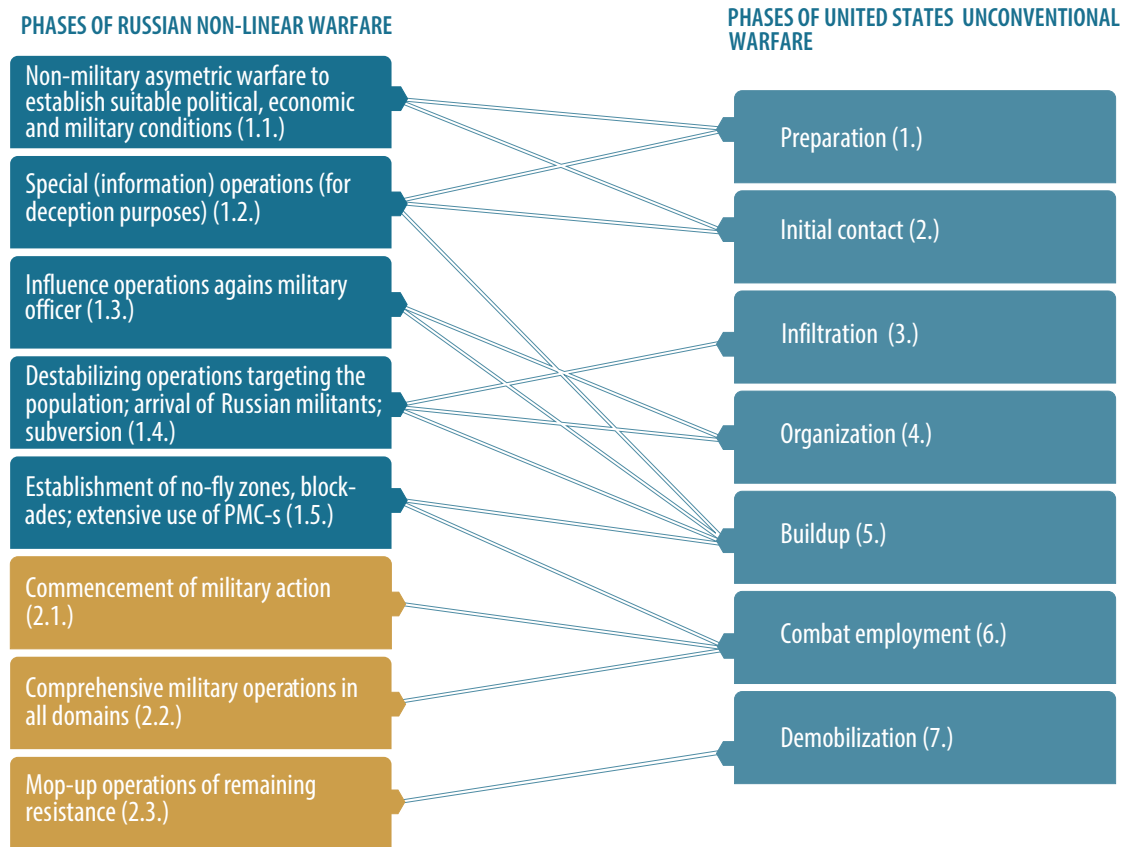 PHASES OF RUSSIAN NON-LINEAR WARFARE
Non-military asymetric warfare to
establish suitable political, economic
and military conditions (1.1.)
Special (information) operations (for
deception purposes) (1.2.)
Influence operations agains military
officer (1.3.)
Destabilizing operations targeting the
population; arrival of Russian militants;
subversion (1.4.)
Establishment of no-fly zones, block-
ades; extensive use of PMC-s (1.5.)
Commencement of military action
(2.1.)
Comprehensive military operations in
all domains (2.2.)
Mop-up operations of remaining
resistance (2.3.)
PHASES OF UNITED STATES UNCONVENTIONAL
WARFARE
Preparation (1.)
Initial contact (2.)
Infiltration (3.)
Organization (4.)
Buildup (5.)
Combat employment (6.)
Demobilization (7.)